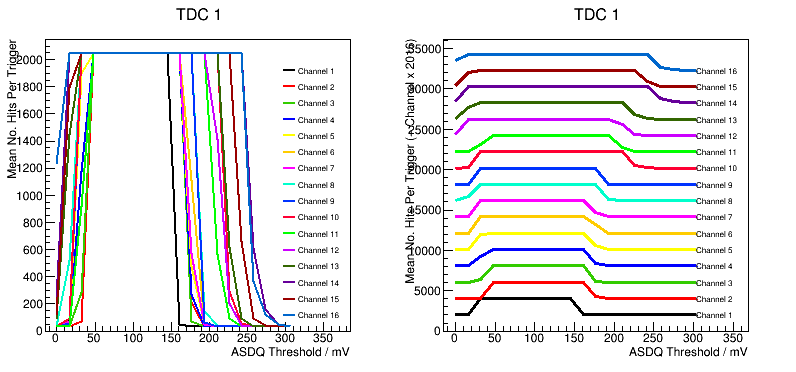 TDC 1
Mean No. Hits Per Trigger
2000
1800
1600
1400
1200
1000
800
600
400
200
0
0 50 100 150 200 250 300 350
ASDQ Threshold / mV
Channel 1
Channel 2
Channel 3
Channel 4
Channel 5
Channel 6
Channel 7
Channel 8
Channel 9
Channel 10
Channel 11
Channel 12
Channel 13
Channel 14
Channel 15
Channel 16
TDC 1
Mean No. Hits Per Trigger (+ Channel x 2016)
35000
30000
25000
20000
15000
10000
5000
0
0 50 100 150 200 250 300 350
ASDQ Threshold / mV
Channel 16
Channel 15
Channel 14
Channel 13
Channel 12
Channel 11
Channel 10
Channel 9
Channel 8
Channel 7
Channel 6
Channel 5
Channel 4
Channel 3
Channel 2
Channel 1